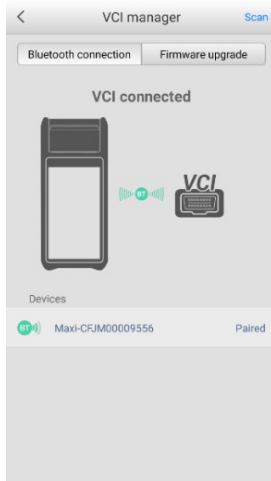 VCI manager Scan
Bluetooth connection Firmware upgrade
VCI connected
BT VCI
Devices
BT Maxi-CFJM00009556 Paired